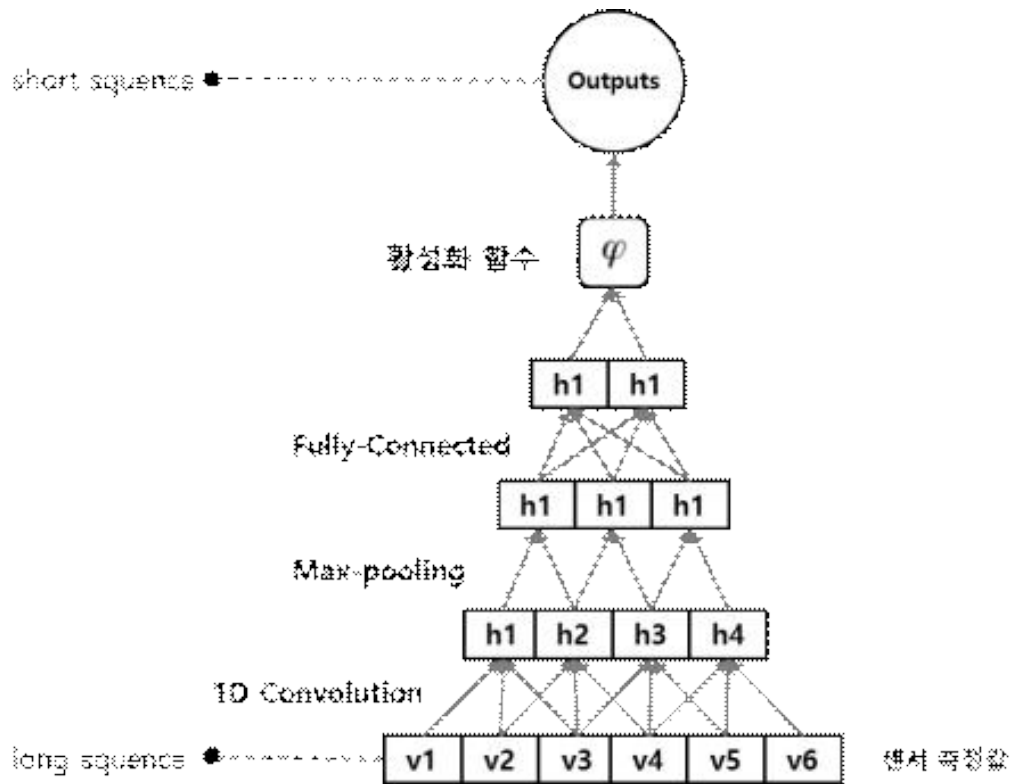 short squence
Outputs
활성화 함수
φ
h1 h1
Fully-Connected
h1 h1 h1
Max-pooling
h1 h2 h3 h4
1D Convolution
long squence
v1 v2 v3 v4 v5 v6
센서 측정값